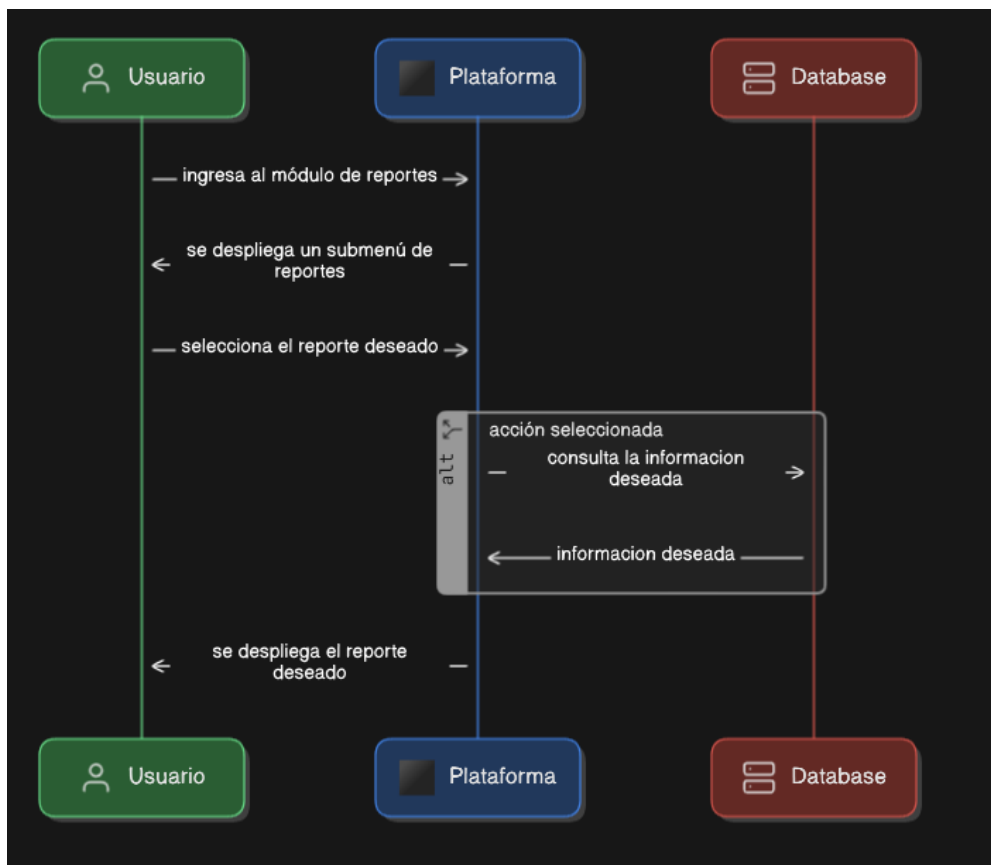 Usuario
Plataforma
Database
ingresa al módulo de reportes
se despliega un submenú de
reportes
selecciona el reporte deseado
alt
acción seleccionada
consulta la informacion
deseada
informacion deseada
se despliega el reporte
deseado
Usuario
Plataforma
Database